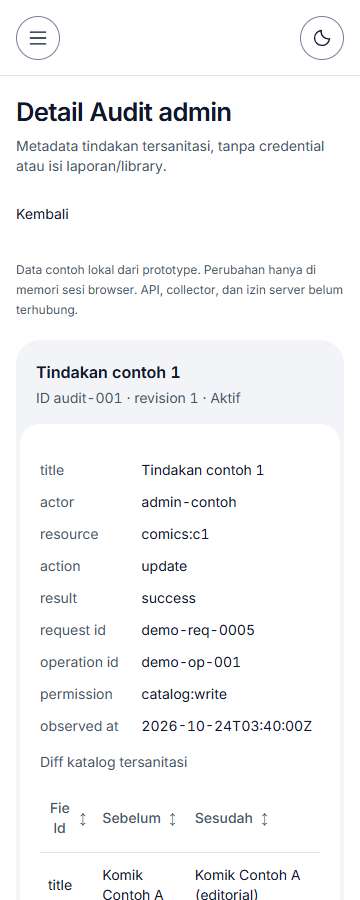 Detail Audit admin
Metadata tindakan tersanitasi, tanpa credential
atau isi laporan/library.
Kembali
Data contoh lokal dari prototype. Perubahan hanya di
memori sesi browser. API, collector, dan izin server belum
terhubung.
Tindakan contoh 1
ID audit-001 · revision 1 · Aktif
title Tindakan contoh 1
actor admin-contoh
resource comics:c1
action update
result success
request id demo-req-0005
operation id demo-op-001
permission catalog:write
observed at 2026-10-24T03:40:00Z
Diff katalog tersanitasi
Fie
ld Sebelum Sesudah
title Komik Komik Contoh A
Contoh A (editorial)